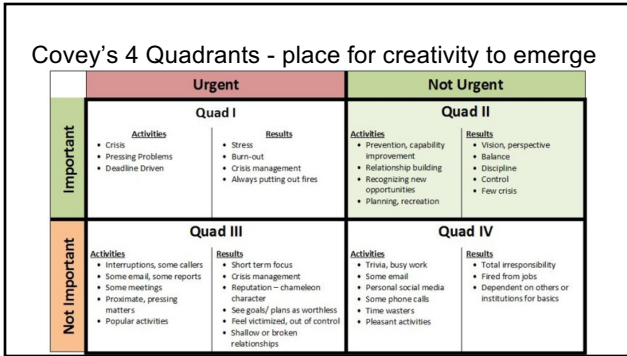 Covey's 4 Quadrants - place for creativity to emerge
Urgent
Not Urgent
Important
Quad I
Activities
• Crisis
• Pressing Problems
• Deadline Driven
Results
• Stress
• Burn-out
• Crisis management
• Always putting out fires
Quad II
Activities
• Prevention, capability
improvement
• Relationship building
• Recognizing new
opportunities
• Planning, recreation
Results
• Vision, perspective
• Balance
• Discipline
• Control
• Few crisis
Not Important
Quad III
Activities
• Interruptions, some callers
• Some email, some reports
• Some meetings
• Proximate, pressing
matters
• Popular activities
Results
• Short term focus
• Crisis management
• Reputation – chameleon
character
• See goals/ plans as worthless
• Feel victimized, out of control
• Shallow or broken
relationships
Quad IV
Activities
• Trivia, busy work
• Some email
• Personal social media
• Some phone calls
• Time wasters
• Pleasant activities
Results
• Total irresponsibility
• Fired from jobs
• Dependent on others or
institutions for basics